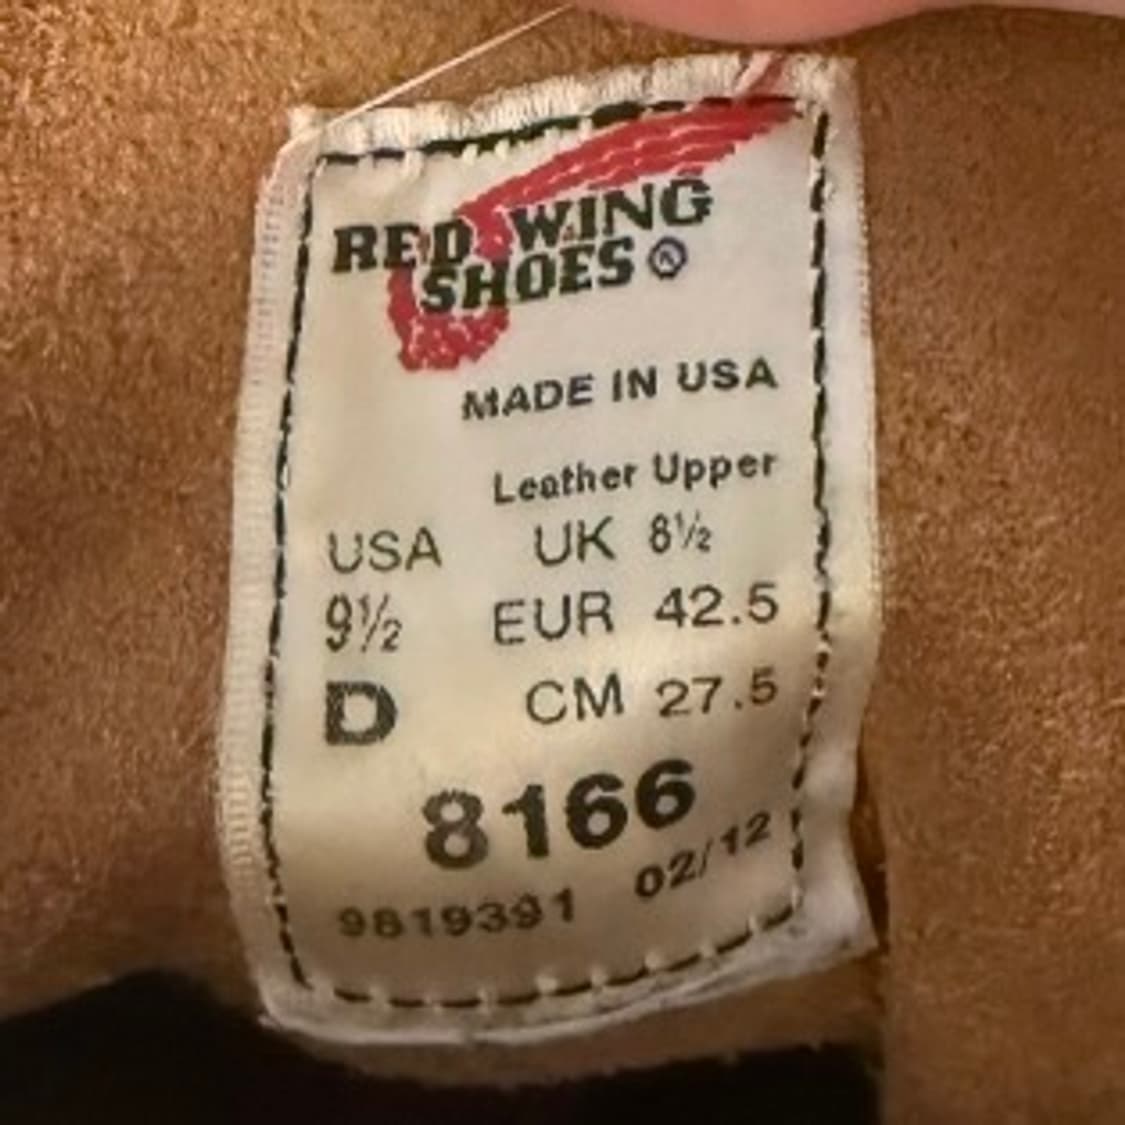 RED WING
SHOES ®
MADE IN USA
Leather Upper
USA UK 8½
9½ EUR 42.5
D CM 27.5
8166
9819391 02/12